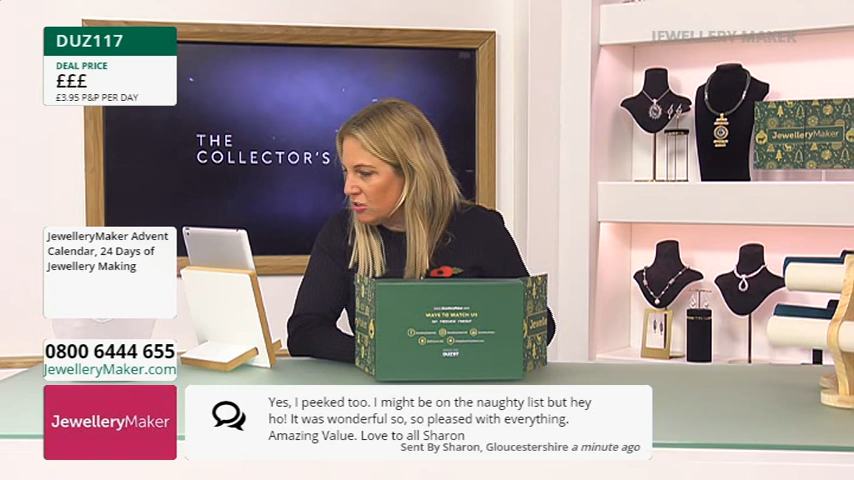 DUZ117
DEAL PRICE
£££
£3.95 P&P PER DAY
JEWELLERY MAKER
THE
COLLECTOR'S
JewelleryMaker
JewelleryMaker Advent
Calendar, 24 Days of
Jewellery Making
WAYS TO WATCH US
DUZ117
0800 6444 655
JewelleryMaker.com
JewelleryMaker
Yes, I peeked too. I might be on the naughty list but hey
ho! It was wonderful so, so pleased with everything.
Amazing Value. Love to all Sharon
Sent By Sharon, Gloucestershire a minute ago